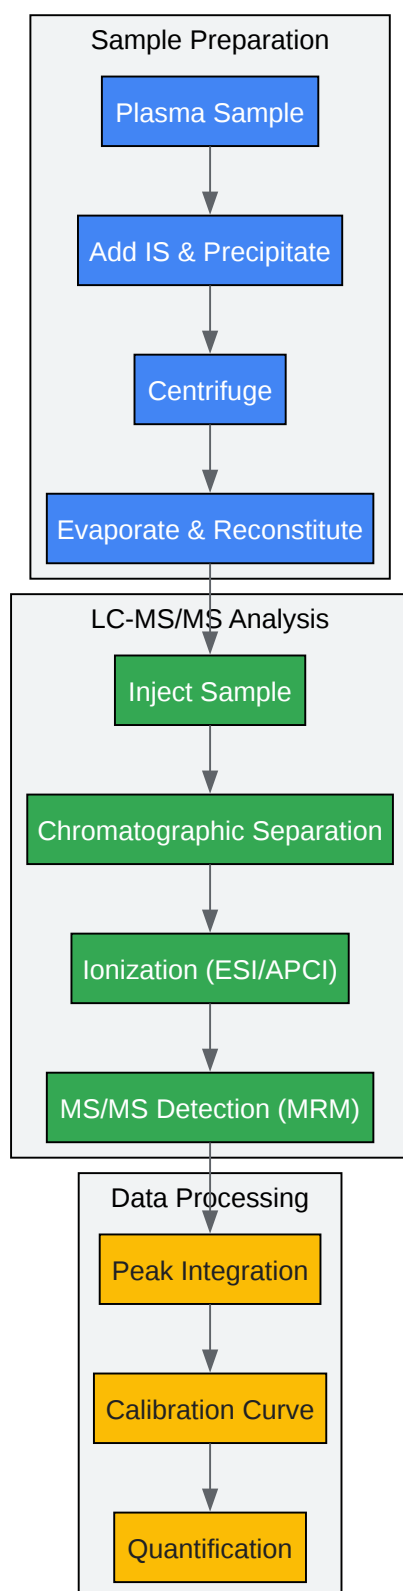 Sample Preparation
Plasma Sample
Add IS & Precipitate
Centrifuge
Evaporate & Reconstitute
LC-MS/MS Analysis
Inject Sample
Chromatographic Separation
Ionization (ESI/APCI)
MS/MS Detection (MRM)
Data Processing
Peak Integration
Calibration Curve
Quantification